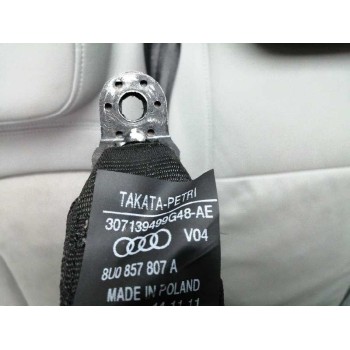 TAKATA-PETRI
307139499G48-AE
V04
8U0 857 807 A
MADE IN POLAND